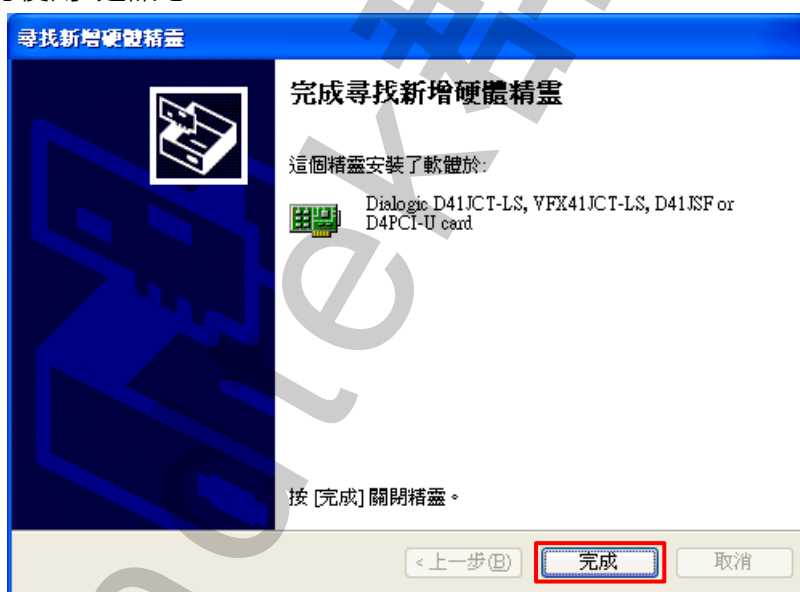 尋找新增硬體精靈
完成尋找新增硬體精靈
這個精靈安裝了軟體於:
Dialogic D41JCT-LS, VFX41JCT-LS, D41JSF or
D4PCI-U card
按 [完成] 關閉精靈。
<上一步(B)
完成
取消